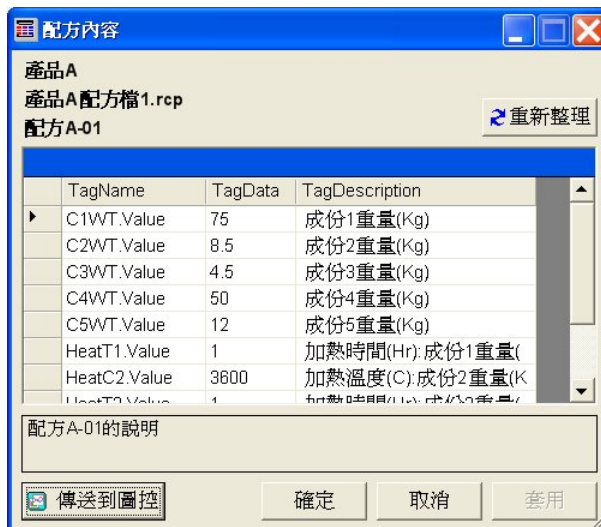 配方內容
產品A
產品A配方檔1.rcp
配方A-01
重新整理
TagName TagData TagDescription
C1WT.Value 75 成份1重量(Kg)
C2WT.Value 8.5 成份2重量(Kg)
C3WT.Value 4.5 成份3重量(Kg)
C4WT.Value 50 成份4重量(Kg)
C5WT.Value 12 成份5重量(Kg)
HeatT1.Value 1 加熱時間(Hr):成份1重量(
HeatC2.Value 3600 加熱溫度(C):成份2重量(K
配方A-01的說明
傳送到圖控 確定 取消 套用